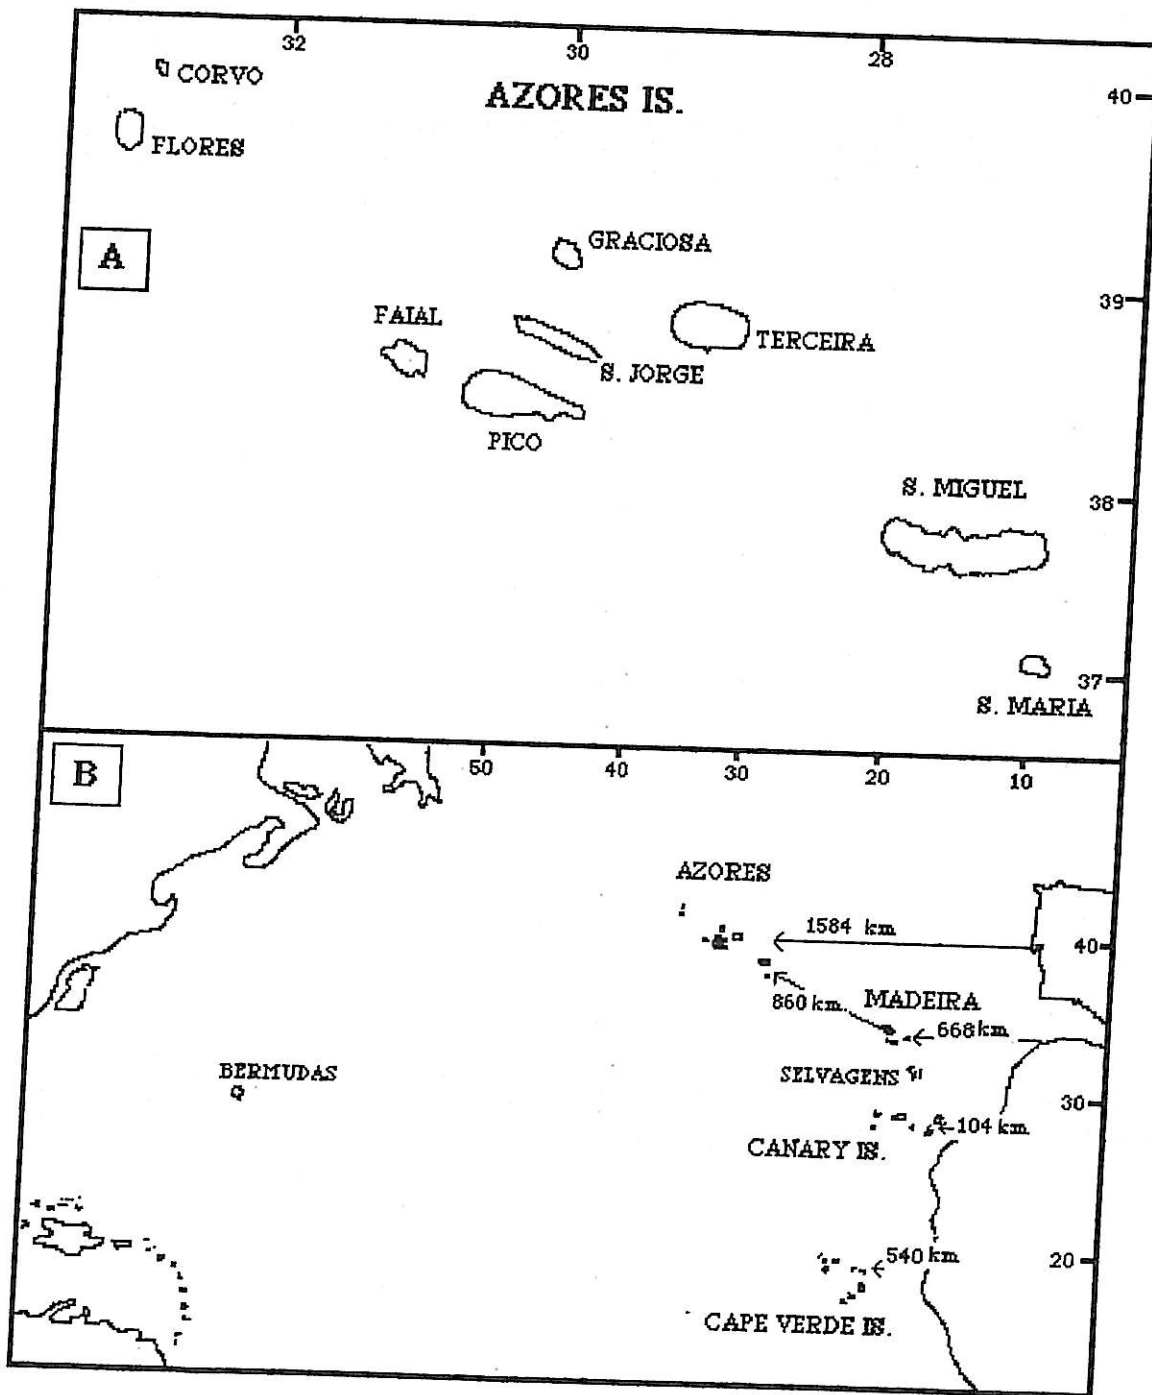 32 30 28
CORVO
AZORES IS.
40
FLORES
A
GRACIOSA
39
FAIAL
TERCEIRA
S. JORGE
PICO
S. MIGUEL
38
37
S. MARIA
B
50 40 30 20 10
AZORES
1584 km
40
860 km.
MADEIRA
668km
BERMUDAS
SELVAGENS
30
104 km.
CANARY IS.
540 km
20
CAPE VERDE IS.